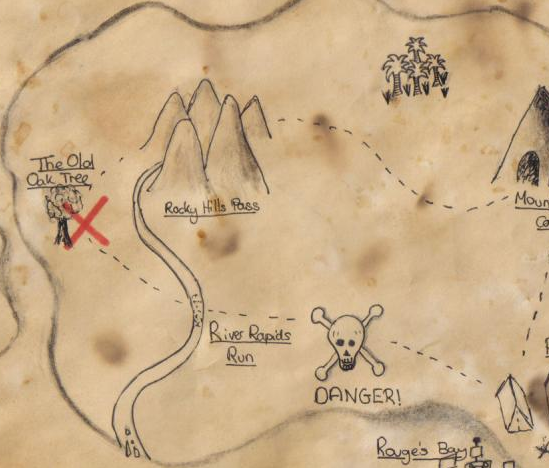 The Old
Oak Tree
Rocky Hills Pass
River Rapids
Run
DANGER!
Rouge's Bay